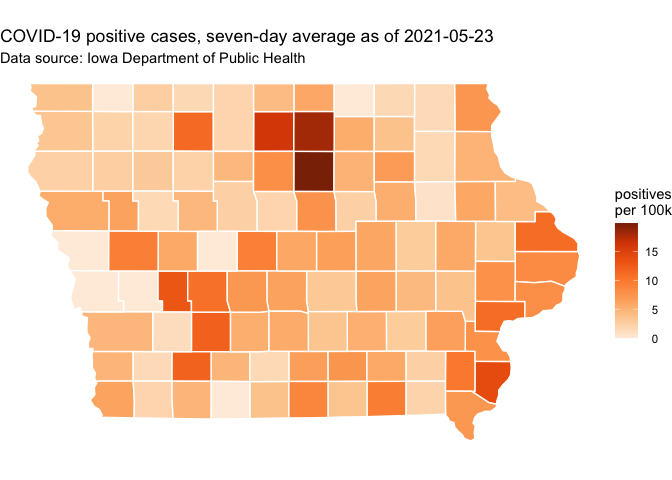 COVID-19 positive cases, seven-day average as of 2021-05-23
Data source: Iowa Department of Public Health
positives
per 100k
15
10
5
0